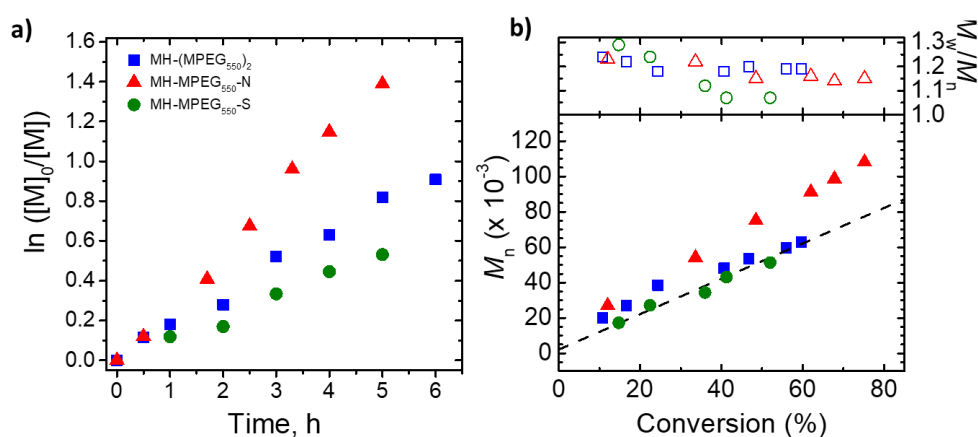 a)
ln ([M]₀/[M])
1.6
1.4
1.2
1.0
0.8
0.6
0.4
0.2
0.0
MH-(MPEG₅₅₀)₂
MH-MPEG₅₅₀-N
MH-MPEG₅₅₀-S
0 1 2 3 4 5 6
Time, h
b)
1.3
1.2
1.1
1.0
M_w/M_n
120
100
80
60
40
20
0
M_n (x 10⁻³)
0 20 40 60 80
Conversion (%)